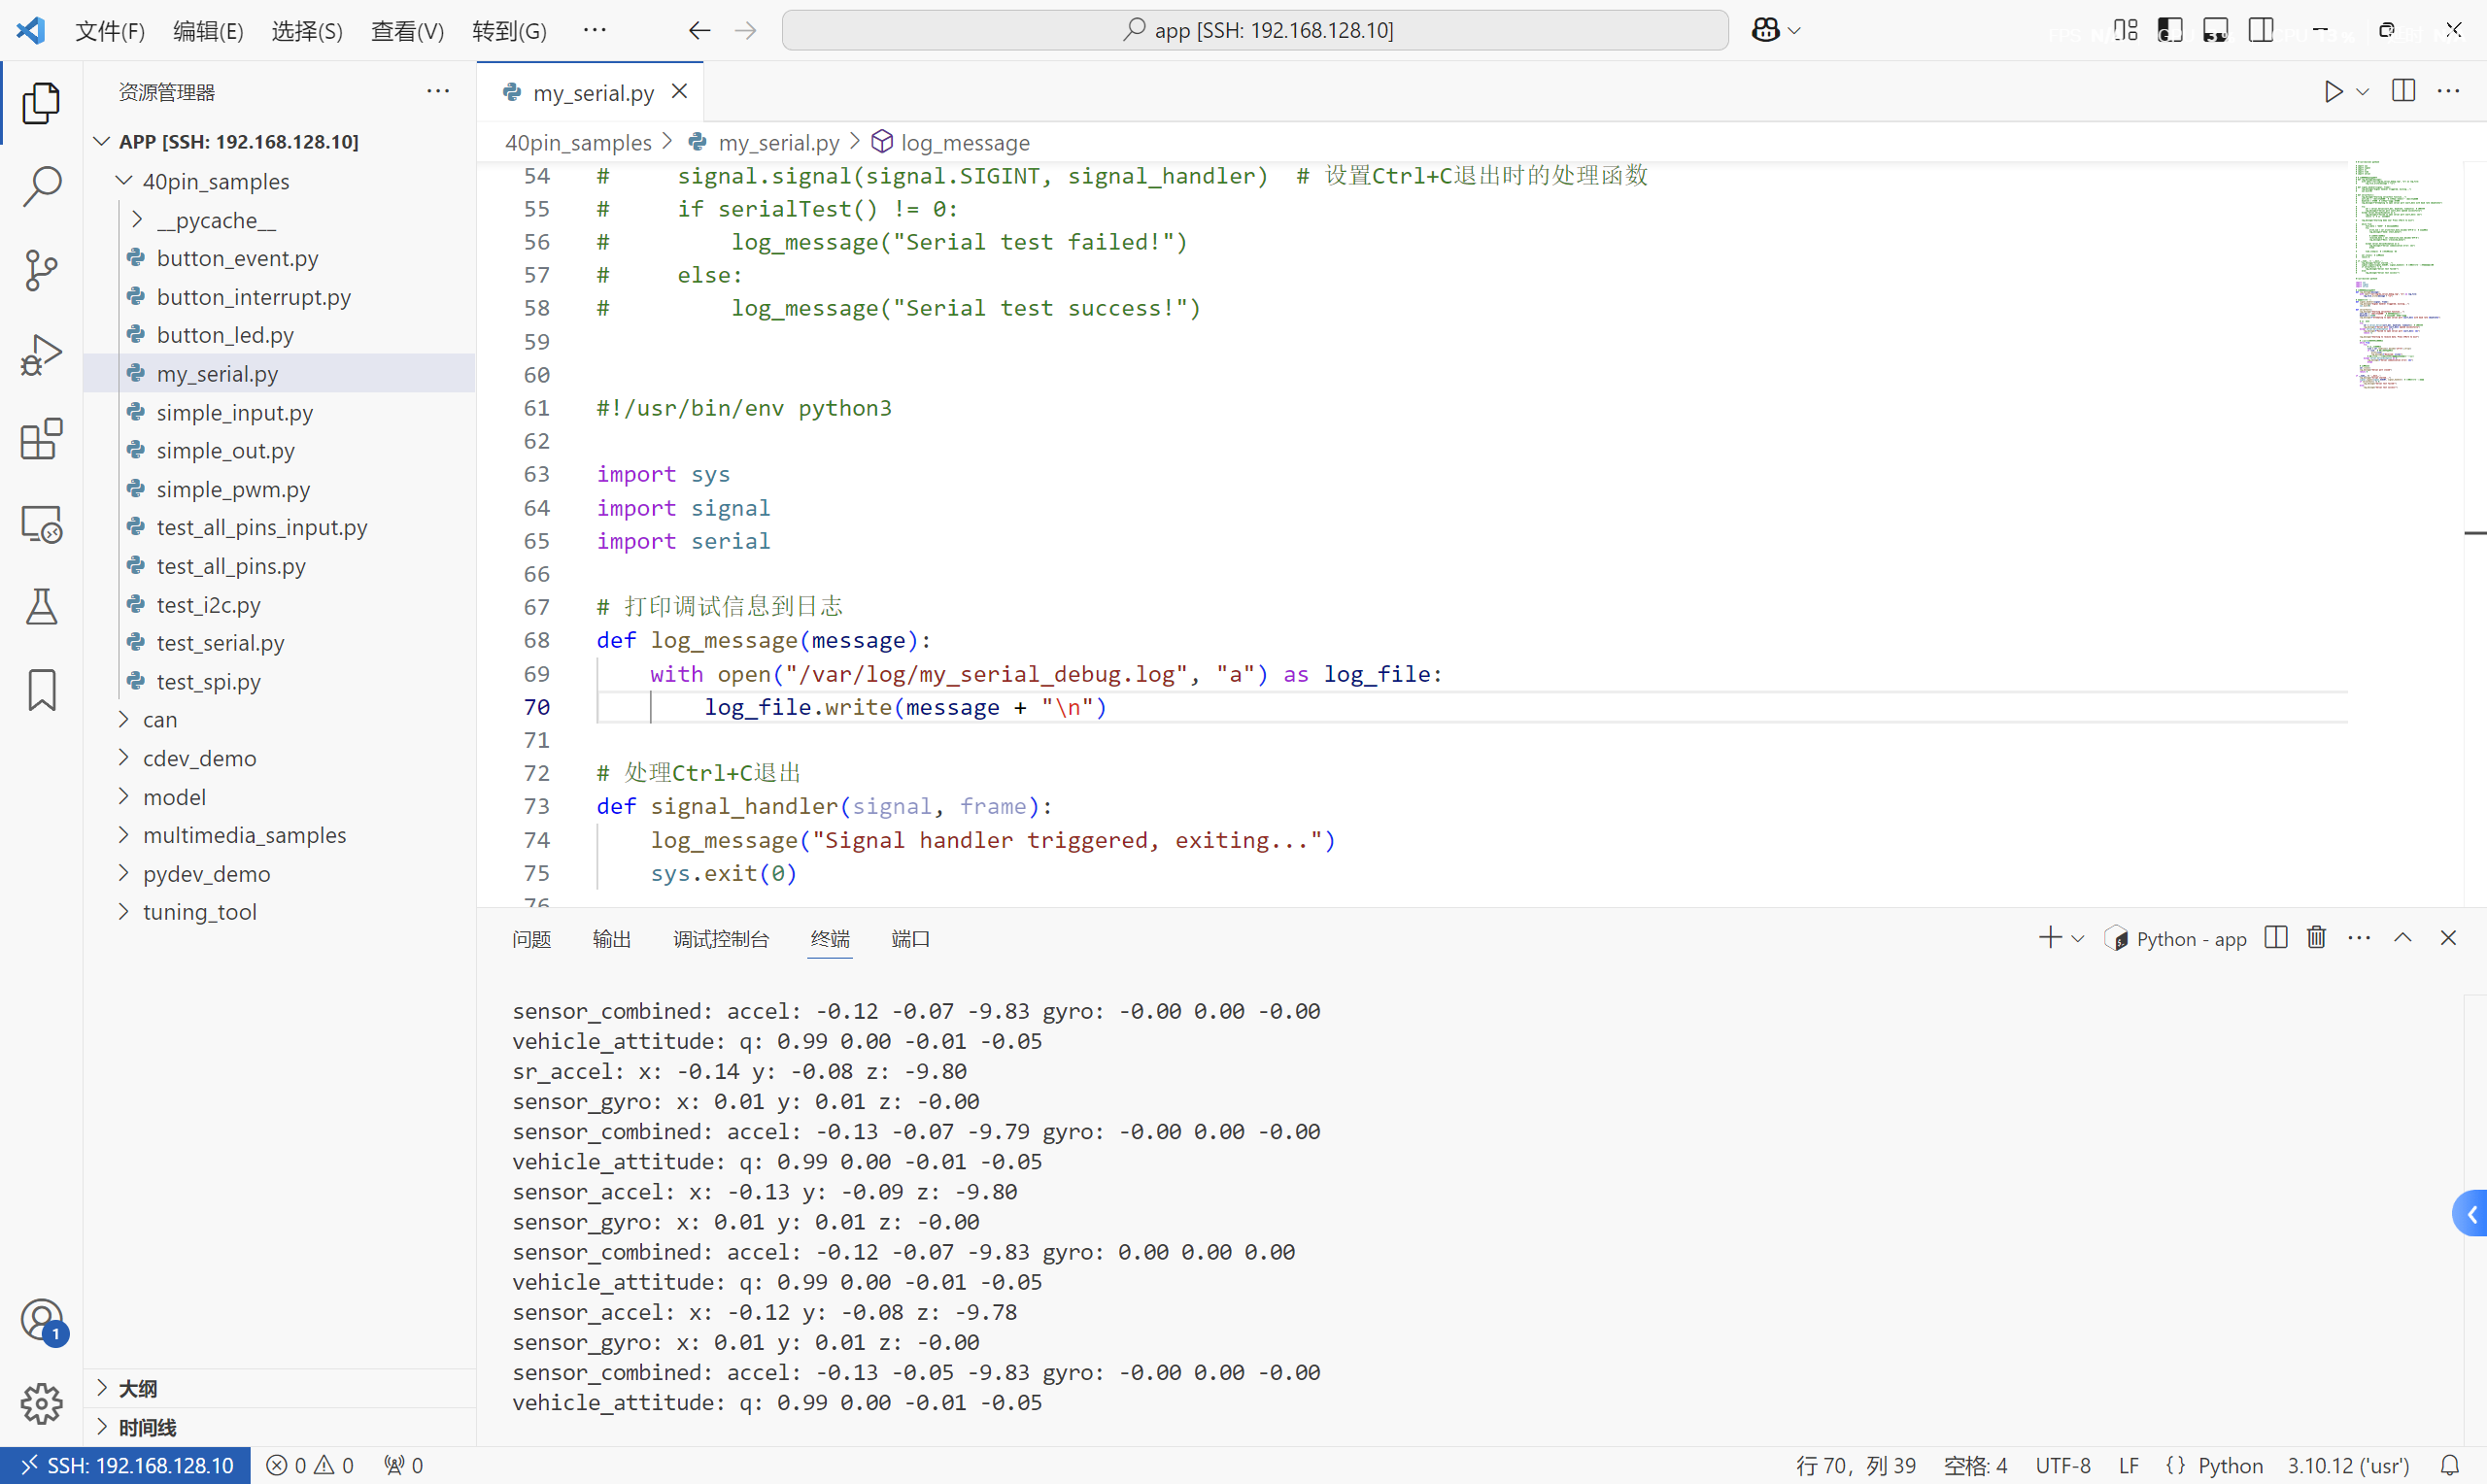 文件(F) 编辑(E) 选择(S) 查看(V) 转到(G) ··· app [SSH: 192.168.128.10]
资源管理器
APP [SSH: 192.168.128.10]
40pin_samples
__pycache__
button_event.py
button_interrupt.py
button_led.py
my_serial.py
simple_input.py
simple_out.py
simple_pwm.py
test_all_pins_input.py
test_all_pins.py
test_i2c.py
test_serial.py
test_spi.py
can
cdev_demo
model
multimedia_samples
pydev_demo
tuning_tool
大纲
时间线
1
my_serial.py
40pin_samples > my_serial.py > log_message
54 #     signal.signal(signal.SIGINT, signal_handler)  # 设置Ctrl+C退出时的处理函数
55 #     if serialTest() != 0:
56 #         log_message("Serial test failed!")
57 #     else:
58 #         log_message("Serial test success!")
59
60
61 #!/usr/bin/env python3
62
63 import sys
64 import signal
65 import serial
66
67 # 打印调试信息到日志
68 def log_message(message):
69     with open("/var/log/my_serial_debug.log", "a") as log_file:
70         log_file.write(message + "\n")
71
72 # 处理Ctrl+C退出
73 def signal_handler(signal, frame):
74     log_message("Signal handler triggered, exiting...")
75     sys.exit(0)
76
问题 输出 调试控制台 终端 端口 Python - app
sensor_combined: accel: -0.12 -0.07 -9.83 gyro: -0.00 0.00 -0.00
vehicle_attitude: q: 0.99 0.00 -0.01 -0.05
sr_accel: x: -0.14 y: -0.08 z: -9.80
sensor_gyro: x: 0.01 y: 0.01 z: -0.00
sensor_combined: accel: -0.13 -0.07 -9.79 gyro: -0.00 0.00 -0.00
vehicle_attitude: q: 0.99 0.00 -0.01 -0.05
sensor_accel: x: -0.13 y: -0.09 z: -9.80
sensor_gyro: x: 0.01 y: 0.01 z: -0.00
sensor_combined: accel: -0.12 -0.07 -9.83 gyro: 0.00 0.00 0.00
vehicle_attitude: q: 0.99 0.00 -0.01 -0.05
sensor_accel: x: -0.12 y: -0.08 z: -9.78
sensor_gyro: x: 0.01 y: 0.01 z: -0.00
sensor_combined: accel: -0.13 -0.05 -9.83 gyro: -0.00 0.00 -0.00
vehicle_attitude: q: 0.99 0.00 -0.01 -0.05
SSH: 192.168.128.10 0 0 0 行 70，列 39 空格: 4 UTF-8 LF {} Python 3.10.12 ('usr')